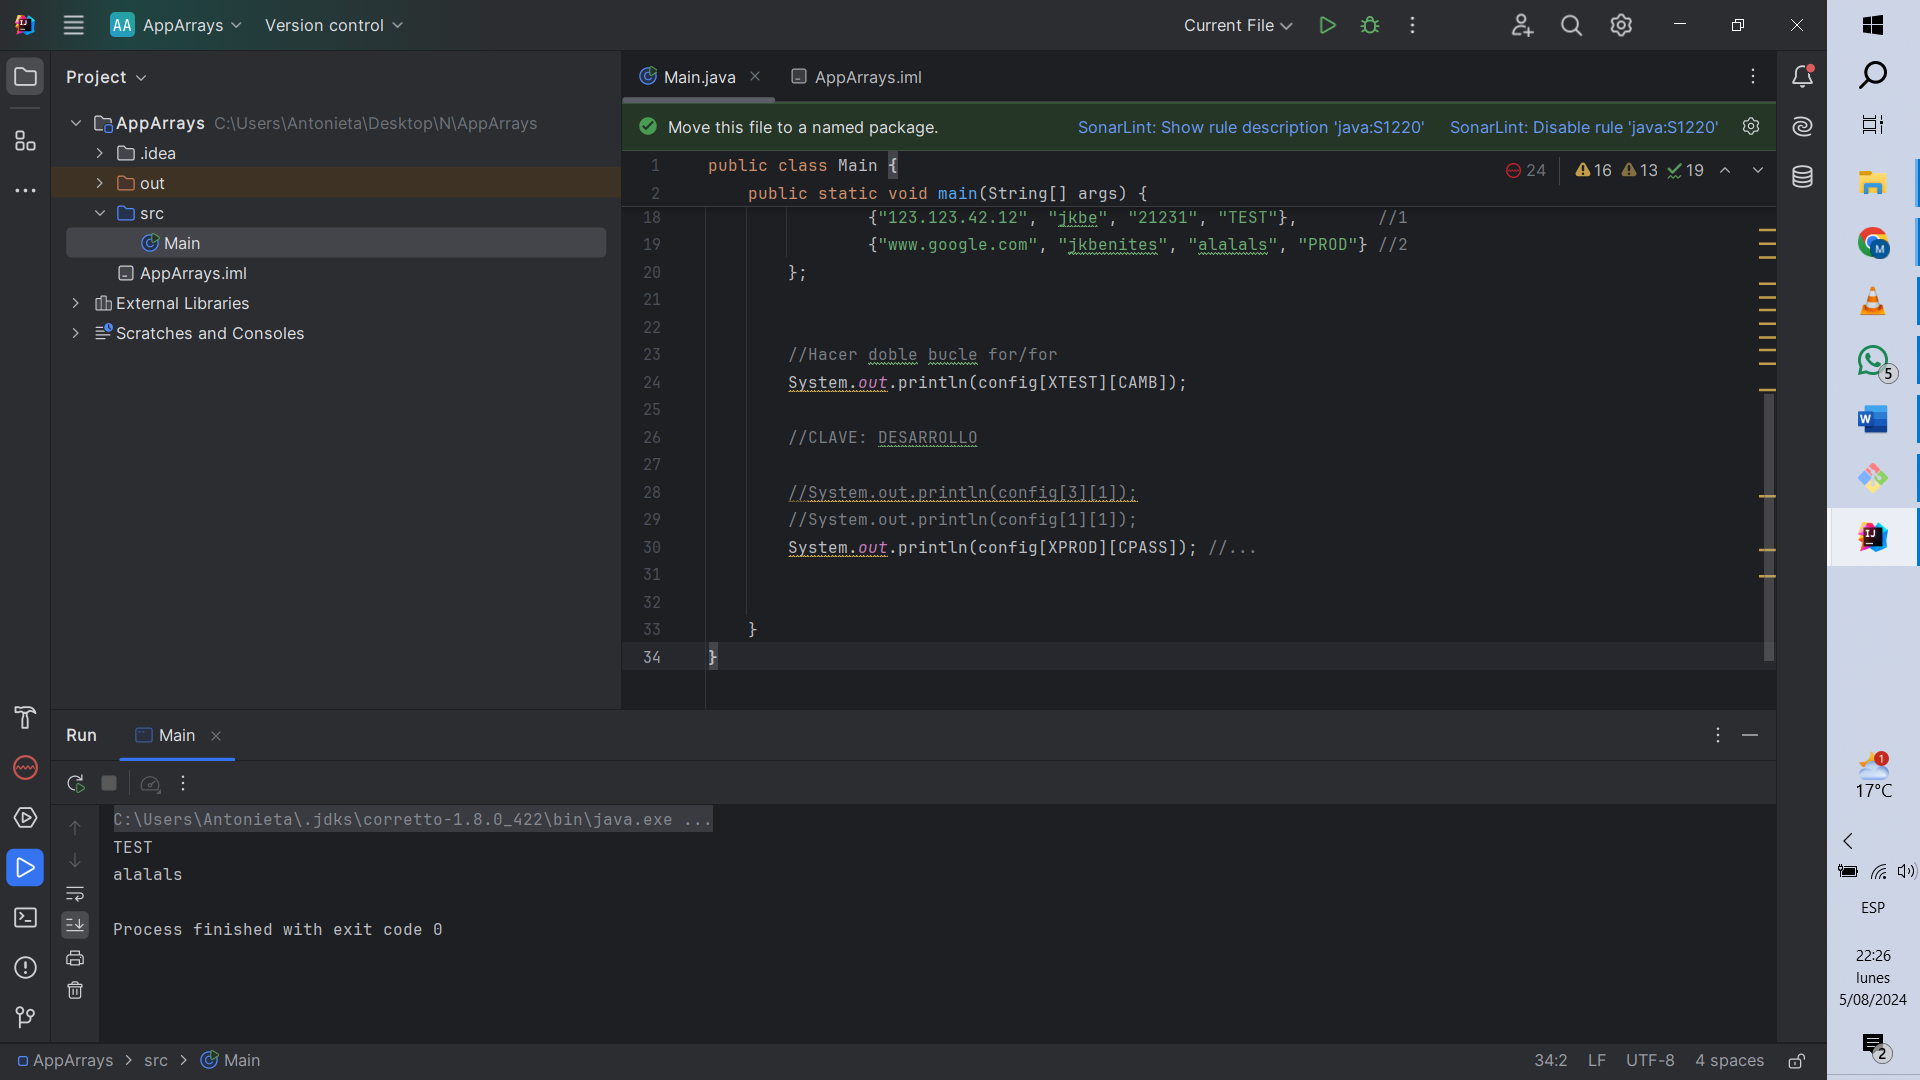 AA AppArrays Version control Current File
Project
Main.java AppArrays.iml
AppArrays C:\Users\Antonieta\Desktop\N\AppArrays
.idea
out
src
Main
AppArrays.iml
External Libraries
Scratches and Consoles
Move this file to a named package. SonarLint: Show rule description 'java:S1220' SonarLint: Disable rule 'java:S1220'
24 16 13 19
1 public class Main {
2 public static void main(String[] args) {
18 {"123.123.42.12", "jkbe", "21231", "TEST"}, //1
19 {"www.google.com", "jkbenites", "alalals", "PROD"} //2
20 };
21
22
23 //Hacer doble bucle for/for
24 System.out.println(config[XTEST][CAMB]);
25
26 //CLAVE: DESARROLLO
27
28 //System.out.println(config[3][1]);
29 //System.out.println(config[1][1]);
30 System.out.println(config[XPROD][CPASS]); //...
31
32
33 }
34 }
Run Main
C:\Users\Antonieta\.jdks\corretto-1.8.0_422\bin\java.exe ...
TEST
alalals
Process finished with exit code 0
AppArrays > src > Main
34:2 LF UTF-8 4 spaces
M
5
W
IJ
1
17°C
ESP
22:26
lunes
5/08/2024
2